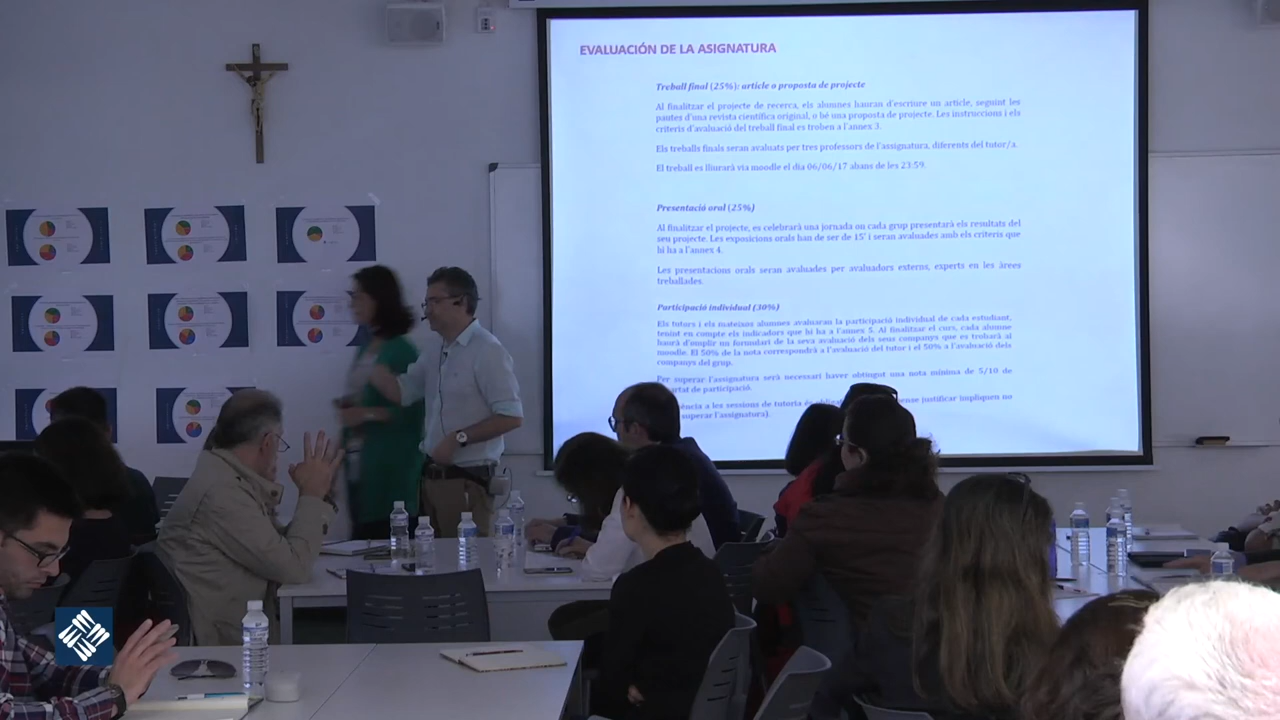 EVALUACIÓN DE LA ASIGNATURA
Treball final (25%): article o proposta de projecte
Al finalitzar el projecte de recerca, els alumnes hauran d'escriure un article, seguint les
pautes d'una revista científica original, o bé una proposta de projecte. Les instruccions i els
criteris d'avaluació del treball final es troben a l'annex 3.
Els treballs finals seran avaluats per tres professors de l'assignatura, diferents del tutor/a.
El treball es lliurarà via moodle el dia 06/06/17 abans de les 23:59.
Presentació oral (25%)
Al finalitzar el projecte, es celebrarà una jornada on cada grup presentarà els resultats del
seu projecte. Les exposicions orals han de ser de 15' i seran avaluades amb els criteris que
hi ha a l'annex 4.
Les presentacions orals seran avaluades per avaluadors externs, experts en les àrees
treballades.
Participació individual (30%)
Els tutors i els mateixos alumnes avaluaran la participació individual de cada estudiant,
tenint en compte els indicadors que hi ha a l'annex 5. Al finalitzar el curs, cada alumne
haurà d'omplir un formulari de la seva avaluació dels seus companys que es trobarà al
moodle. El 50% de la nota correspondrà a l'avaluació del tutor i el 50% a l'avaluació dels
companys del grup.
Per superar l'assignatura serà necessari haver obtingut una nota mínima de 5/10 de
de participació.
a les sessions de tutoria és justificar impliquen no
superar l'assignatura).